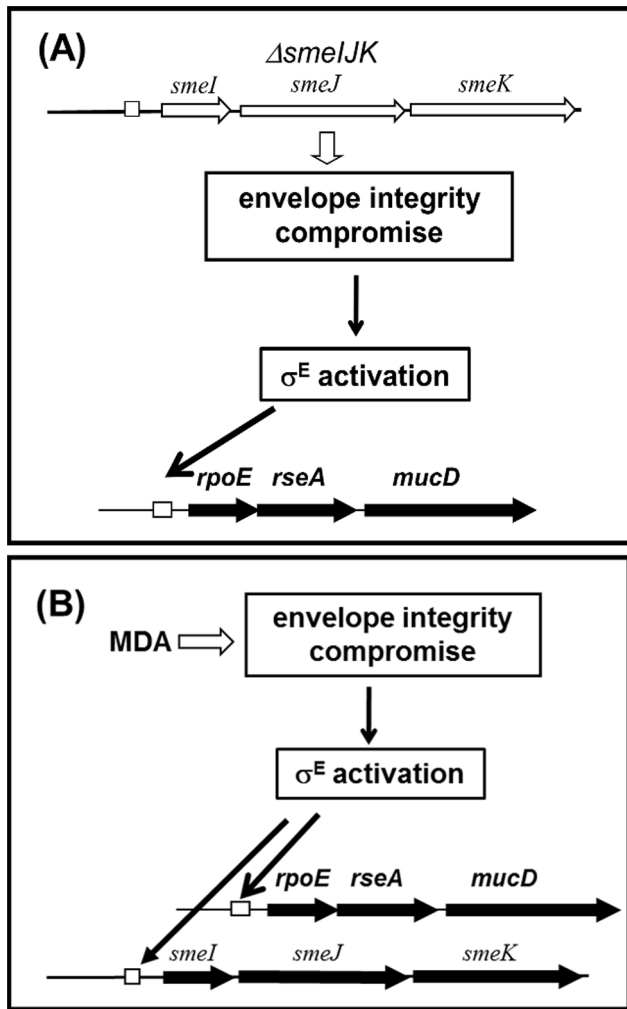 (A)
ΔsmeIJK
smeI smeJ smeK
envelope integrity
compromise
σᴱ activation
rpoE rseA mucD
(B)
MDA
envelope integrity
compromise
σᴱ activation
rpoE rseA mucD
smeI smeJ smeK